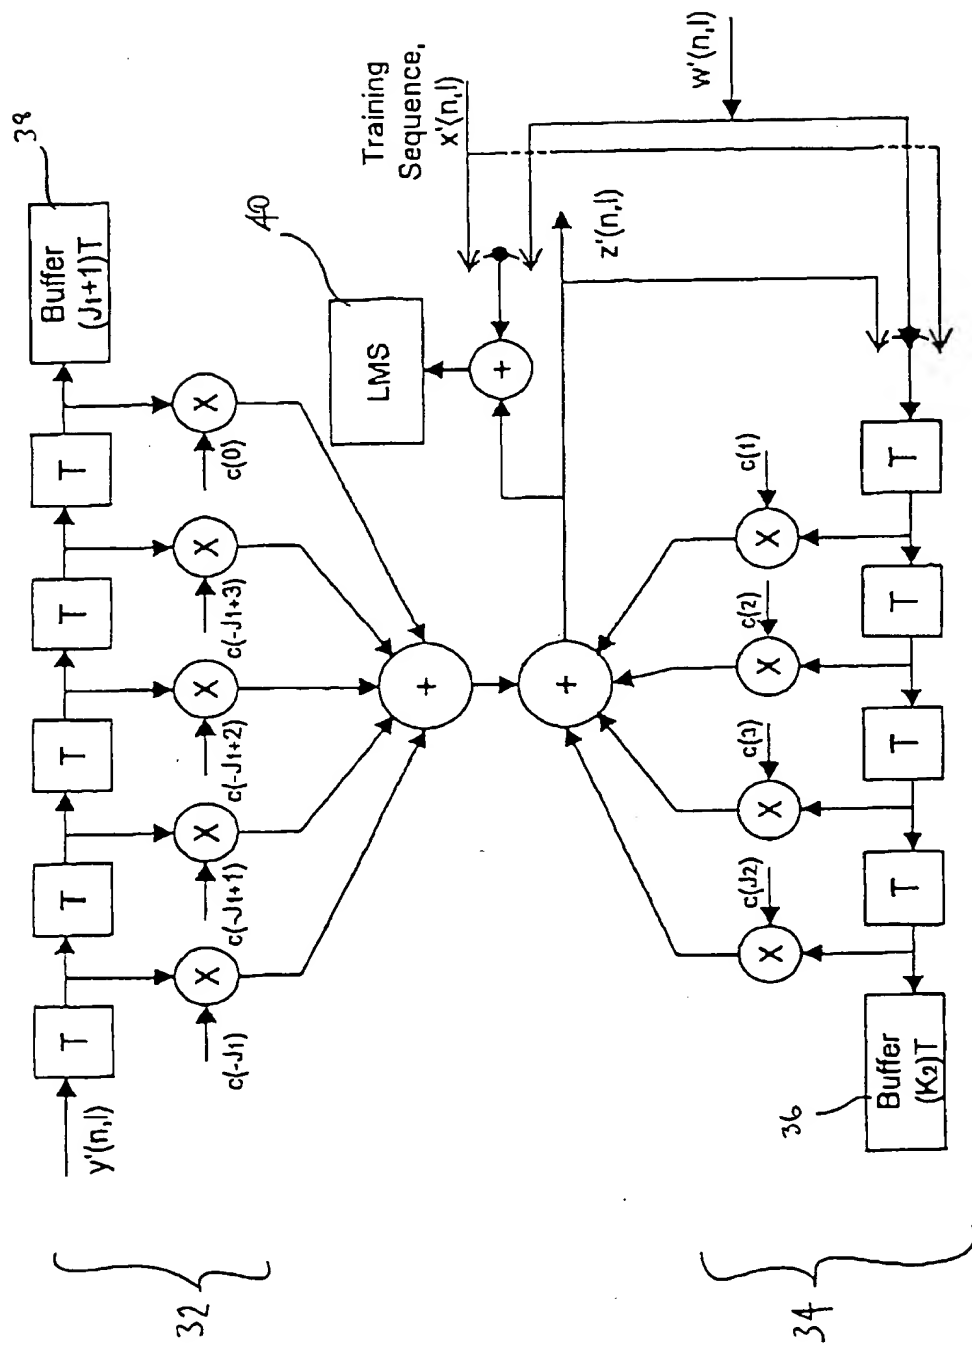 32
y'(n,l)
T
T
T
T
T
Buffer
(J1+1)T
38
c(-J1)
X
c(-J1+1)
X
c(-J1+2)
X
c(-J1+3)
X
c(0)
X
+
LMS
40
+
Training
Sequence,
x'(n,l)
+
z'(n,l)
w'(n,l)
c(J2)
X
c(3)
X
c(2)
X
c(1)
X
34
36
Buffer
(K2)T
T
T
T
T